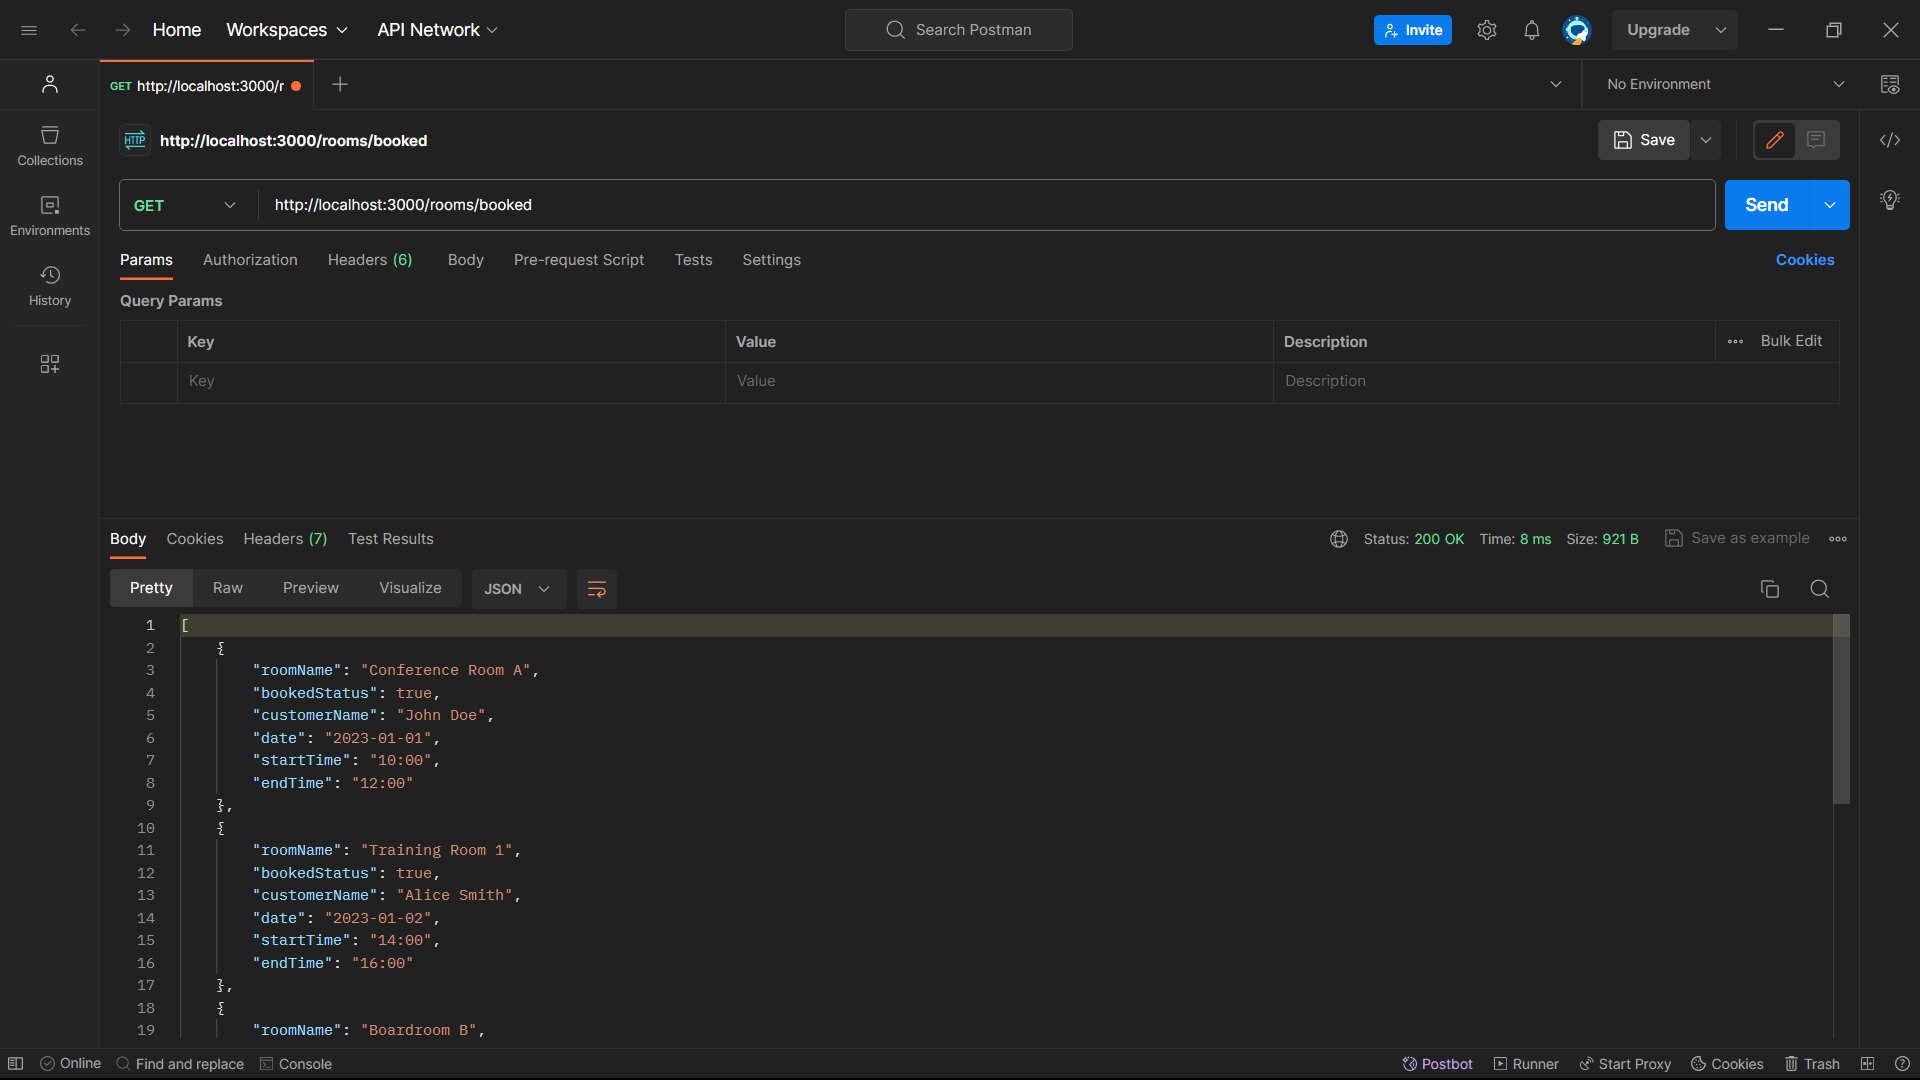 Home Workspaces API Network Search Postman Invite Upgrade
GET http://localhost:3000/r No Environment
HTTP http://localhost:3000/rooms/booked Save
Collections
GET http://localhost:3000/rooms/booked Send
Environments
Params Authorization Headers (6) Body Pre-request Script Tests Settings Cookies
History
Query Params
Key Value Description Bulk Edit
Key Value Description
Body Cookies Headers (7) Test Results Status: 200 OK Time: 8 ms Size: 921 B Save as example
Pretty Raw Preview Visualize JSON
1 [
2 {
3 "roomName": "Conference Room A",
4 "bookedStatus": true,
5 "customerName": "John Doe",
6 "date": "2023-01-01",
7 "startTime": "10:00",
8 "endTime": "12:00"
9 },
10 {
11 "roomName": "Training Room 1",
12 "bookedStatus": true,
13 "customerName": "Alice Smith",
14 "date": "2023-01-02",
15 "startTime": "14:00",
16 "endTime": "16:00"
17 },
18 {
19 "roomName": "Boardroom B",
Online Find and replace Console Postbot Runner Start Proxy Cookies Trash